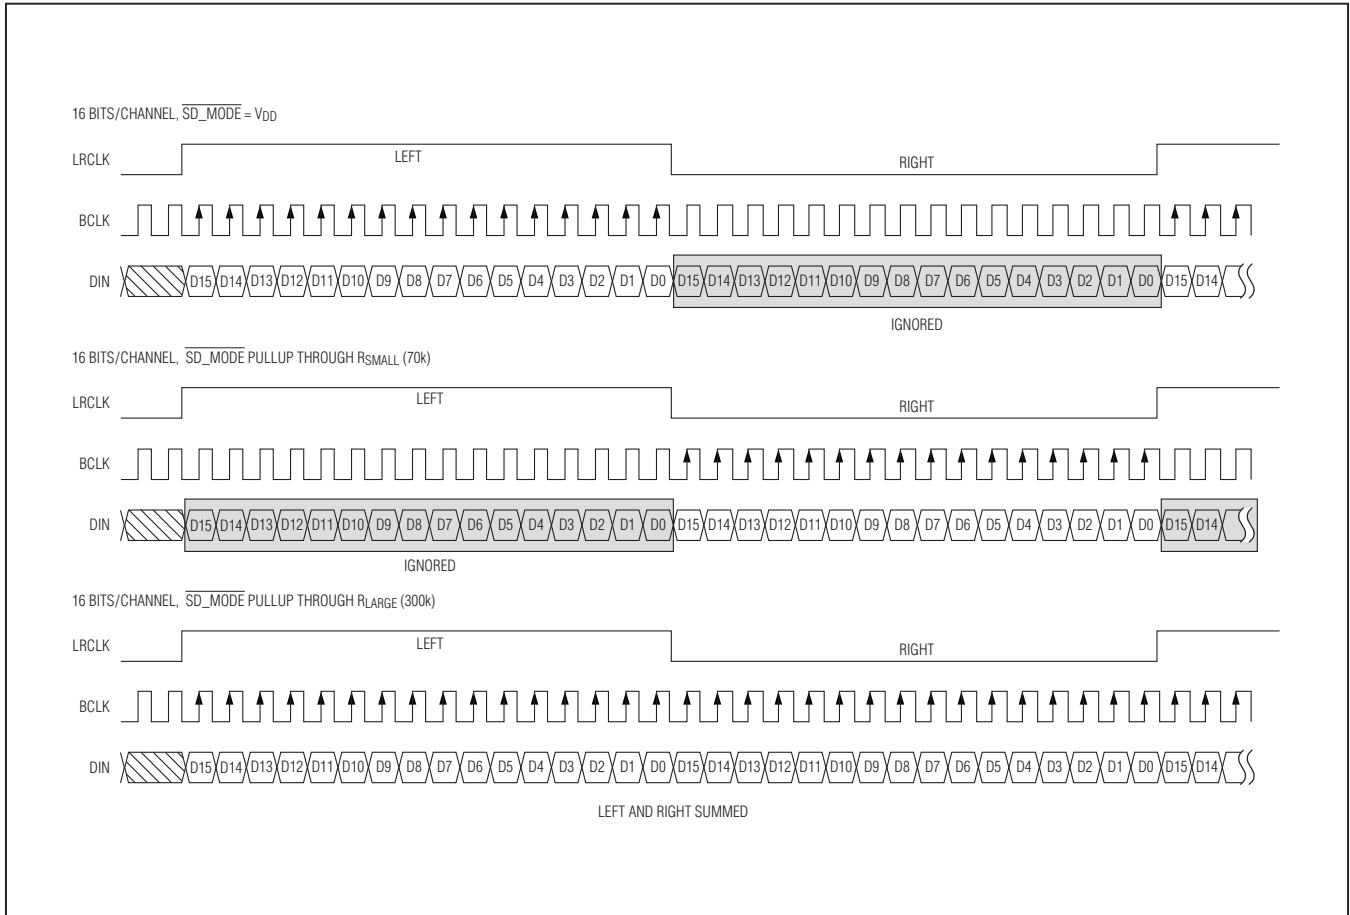 16 BITS/CHANNEL, SD_MODE = VDD
LRCLK LEFT RIGHT
BCLK
DIN D15 D14 D13 D12 D11 D10 D9 D8 D7 D6 D5 D4 D3 D2 D1 D0 D15 D14 D13 D12 D11 D10 D9 D8 D7 D6 D5 D4 D3 D2 D1 D0 D15 D14
IGNORED
16 BITS/CHANNEL, SD_MODE PULLUP THROUGH RSMALL (70k)
LRCLK LEFT RIGHT
BCLK
DIN D15 D14 D13 D12 D11 D10 D9 D8 D7 D6 D5 D4 D3 D2 D1 D0 D15 D14 D13 D12 D11 D10 D9 D8 D7 D6 D5 D4 D3 D2 D1 D0 D15 D14
IGNORED
16 BITS/CHANNEL, SD_MODE PULLUP THROUGH RLARGE (300k)
LRCLK LEFT RIGHT
BCLK
DIN D15 D14 D13 D12 D11 D10 D9 D8 D7 D6 D5 D4 D3 D2 D1 D0 D15 D14 D13 D12 D11 D10 D9 D8 D7 D6 D5 D4 D3 D2 D1 D0 D15 D14
LEFT AND RIGHT SUMMED